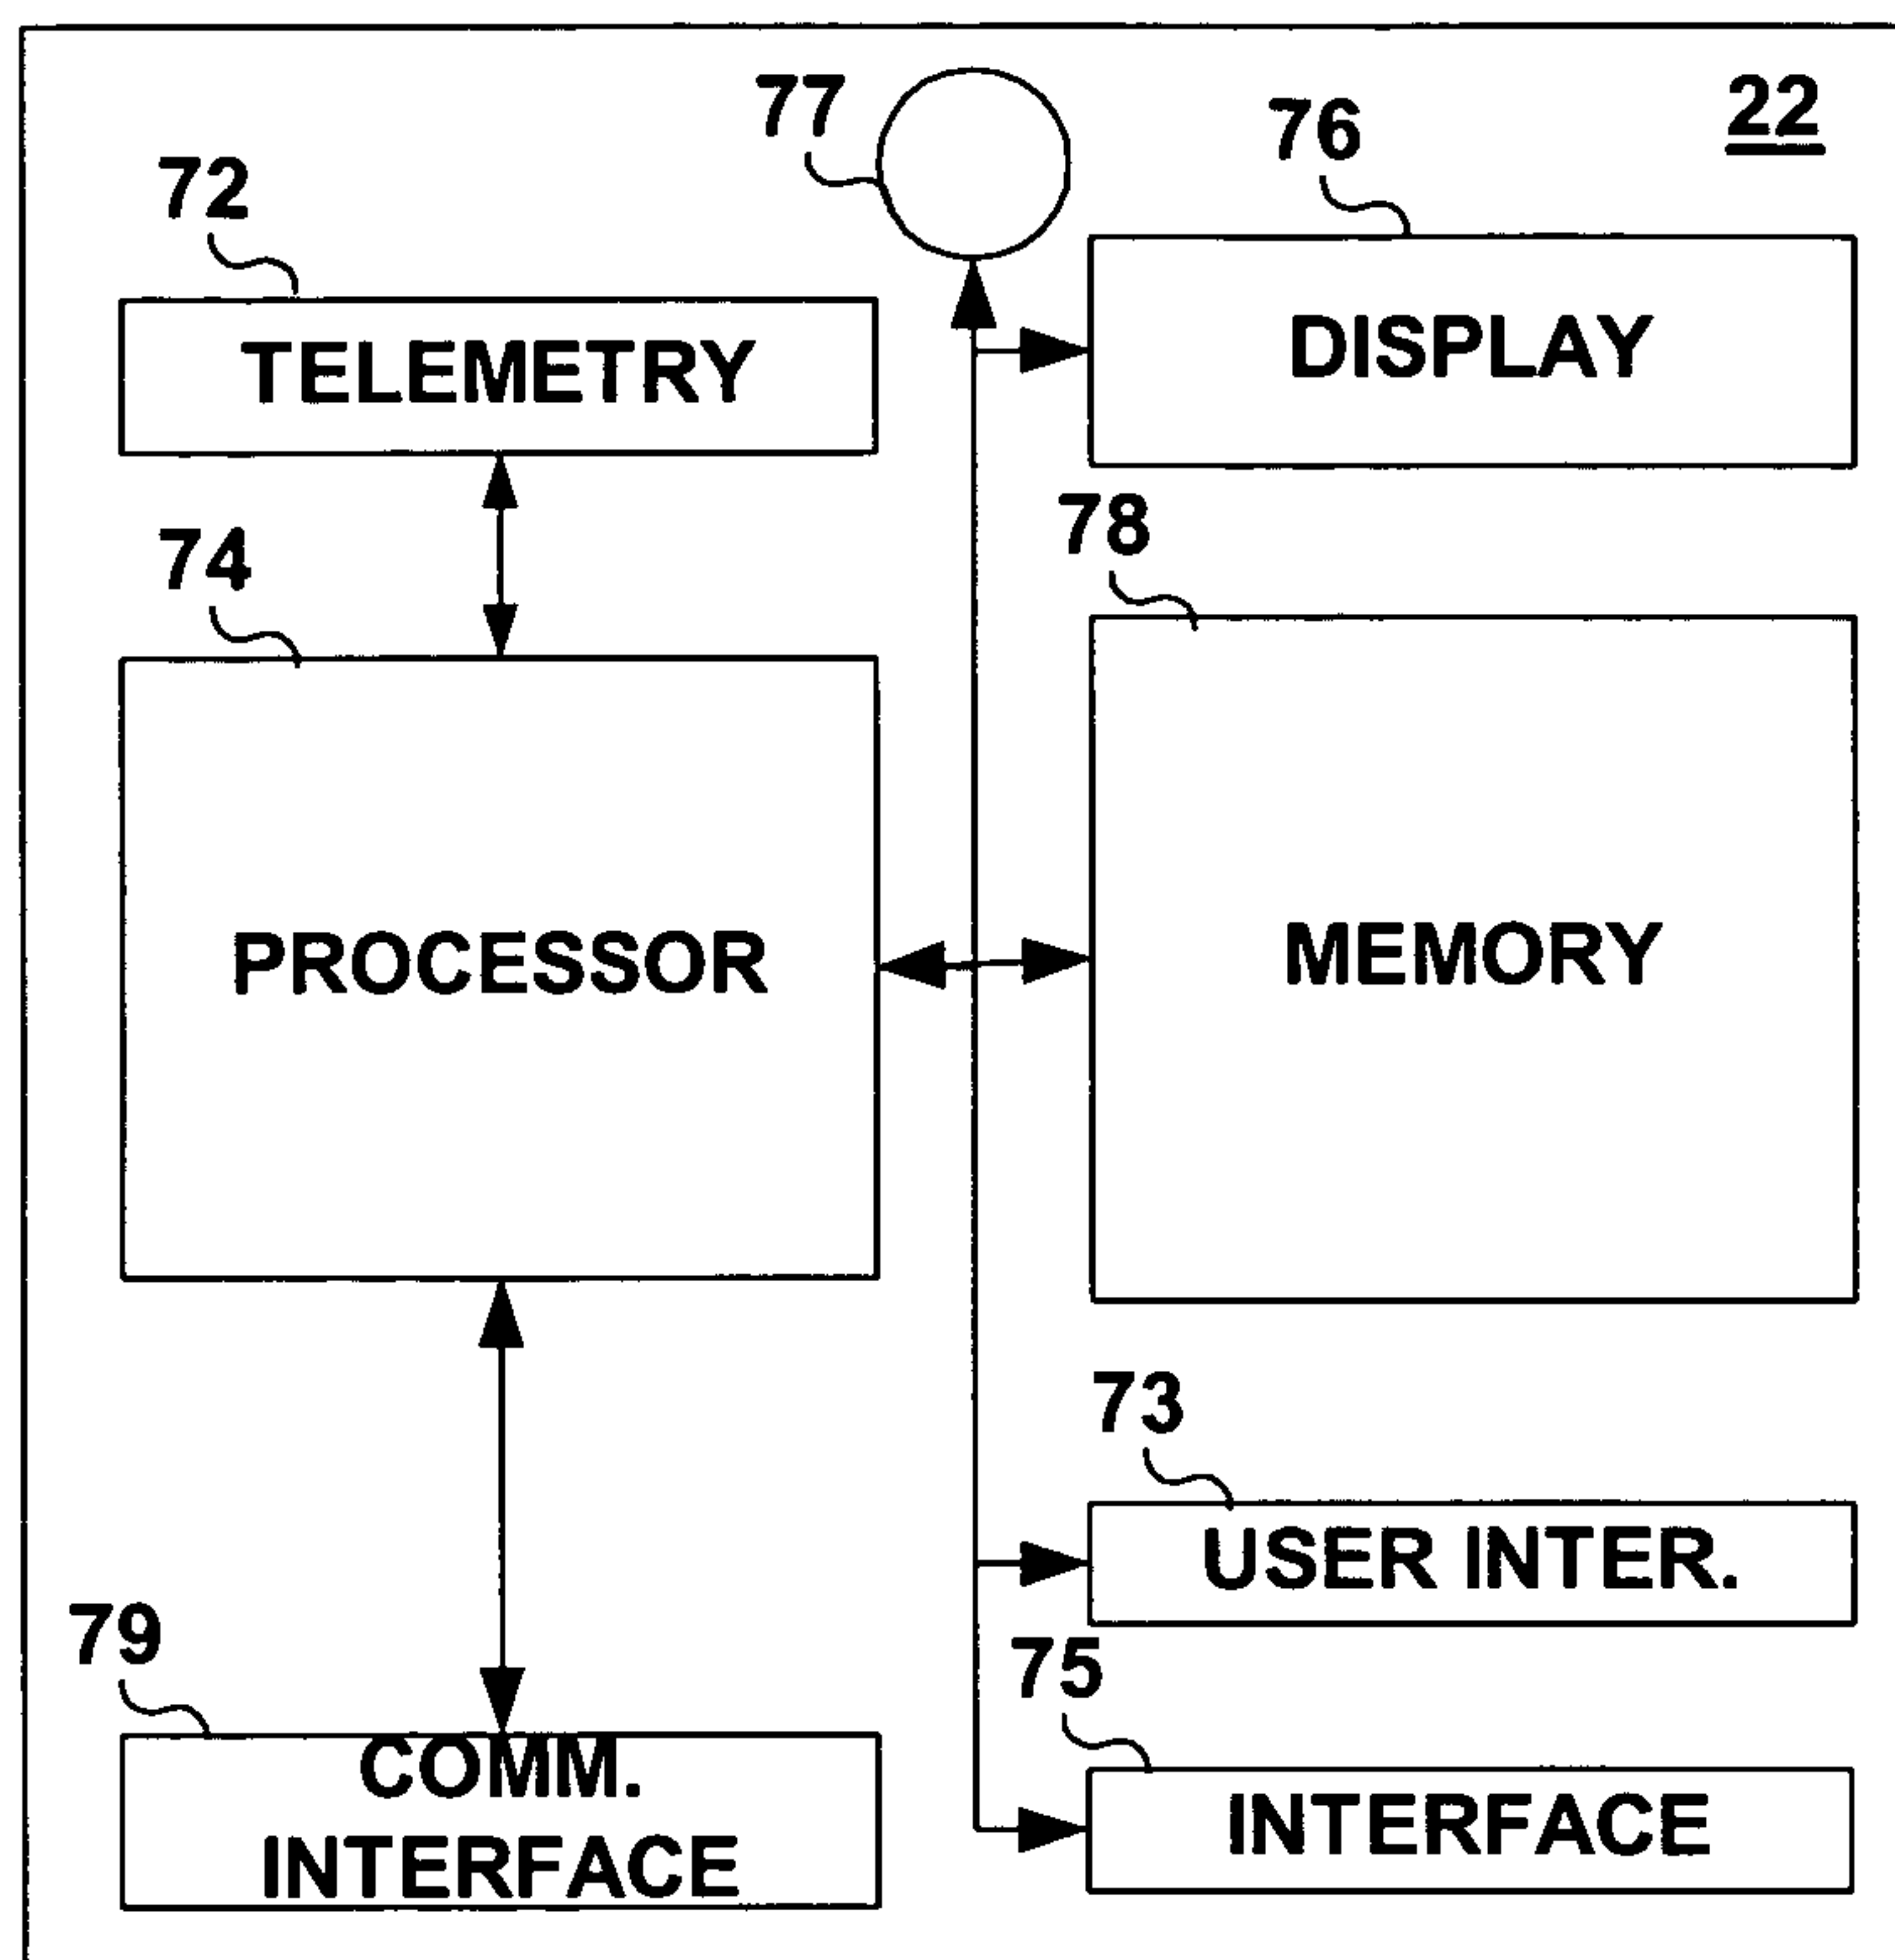 77
76
22
72
TELEMETRY
DISPLAY
74
78
PROCESSOR
MEMORY
73
USER INTER.
79
75
COMM.
INTERFACE
INTERFACE